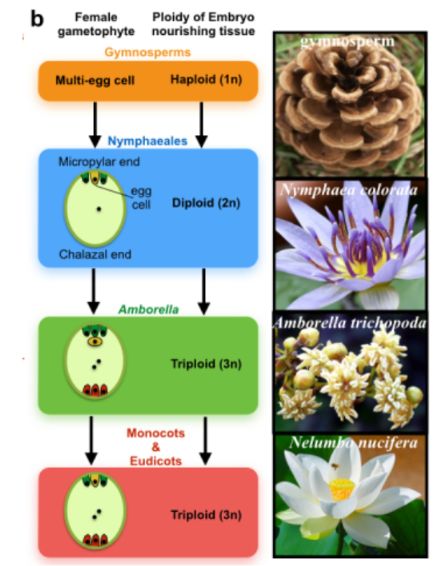 b
Female
gametophyte
Ploidy of Embryo
nourishing tissue
Gymnosperms
Multi-egg cell
Haploid (1n)
Nymphaeales
Micropylar end
egg
cell
Diploid (2n)
Chalazal end
Amborella
Triploid (3n)
Monocots
&
Eudicots
Triploid (3n)
gymnosperm
Nymphaea colorata
Amborella trichopoda
Nelumbo nucifera